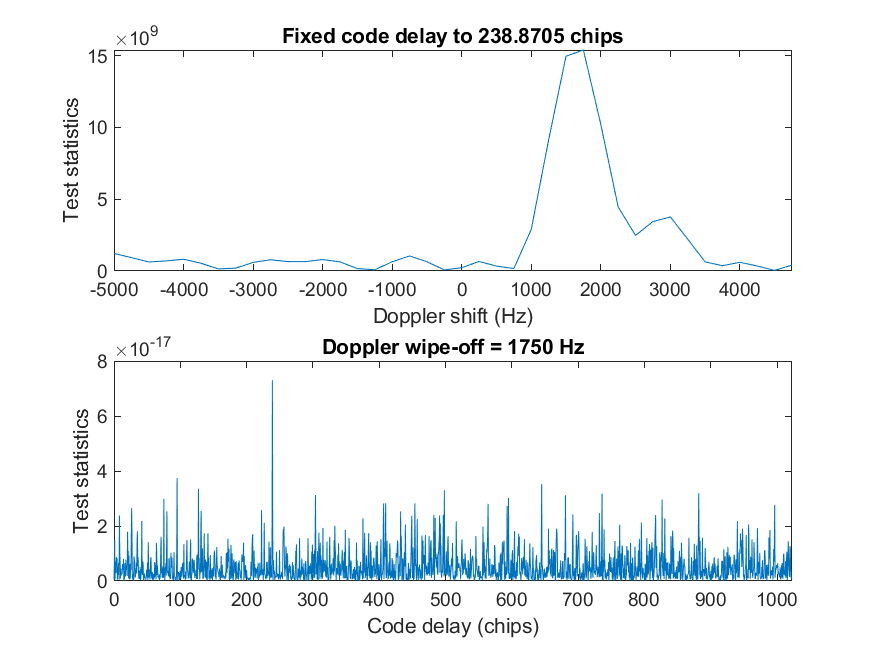 ×10^9
Fixed code delay to 238.8705 chips
15
10
5
0
Test statistics
-5000 -4000 -3000 -2000 -1000 0 1000 2000 3000 4000
Doppler shift (Hz)
×10^-17
Doppler wipe-off = 1750 Hz
8
6
4
2
0
Test statistics
0 100 200 300 400 500 600 700 800 900 1000
Code delay (chips)